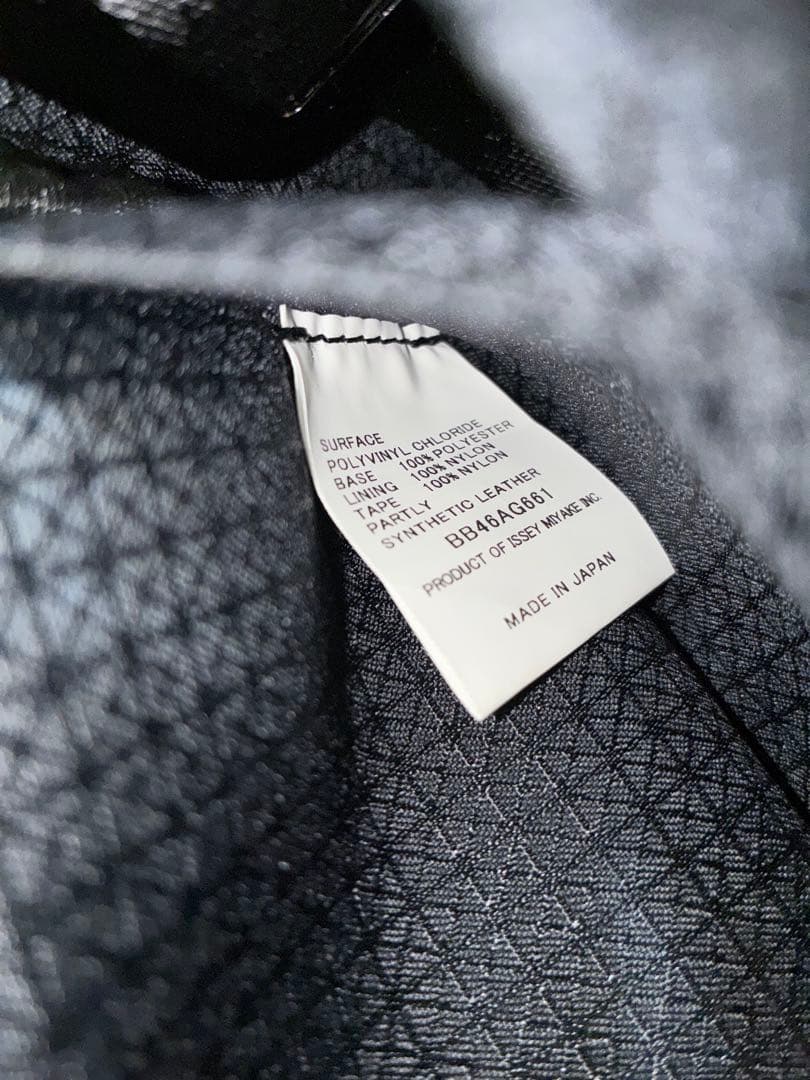 SURFACE
POLYVINYL CHLORIDE
BASE 100% POLYESTER
LINING 100% NYLON
TAPE 100% NYLON
PARTLY
SYNTHETIC LEATHER
BB46AG661
PRODUCT OF ISSEY MIYAKE INC.
MADE IN JAPAN